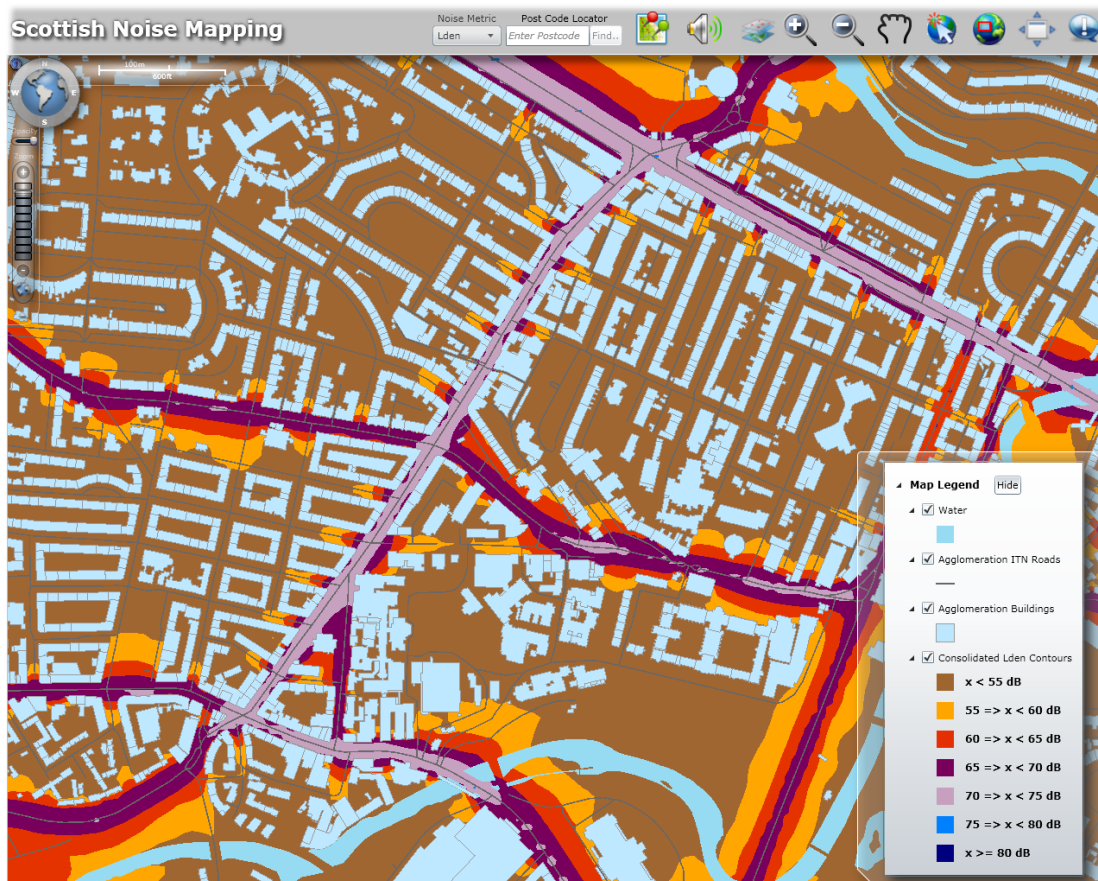 Scottish Noise Mapping
Noise Metric
Post Code Locator
Lden
Enter Postcode
Find..
N
W
E
S
100m
600ft
Opacity
Zoom
Map Legend
Hide
Water
Agglomeration ITN Roads
Agglomeration Buildings
Consolidated Lden Contours
x < 55 dB
55 => x < 60 dB
60 => x < 65 dB
65 => x < 70 dB
70 => x < 75 dB
75 => x < 80 dB
x >= 80 dB